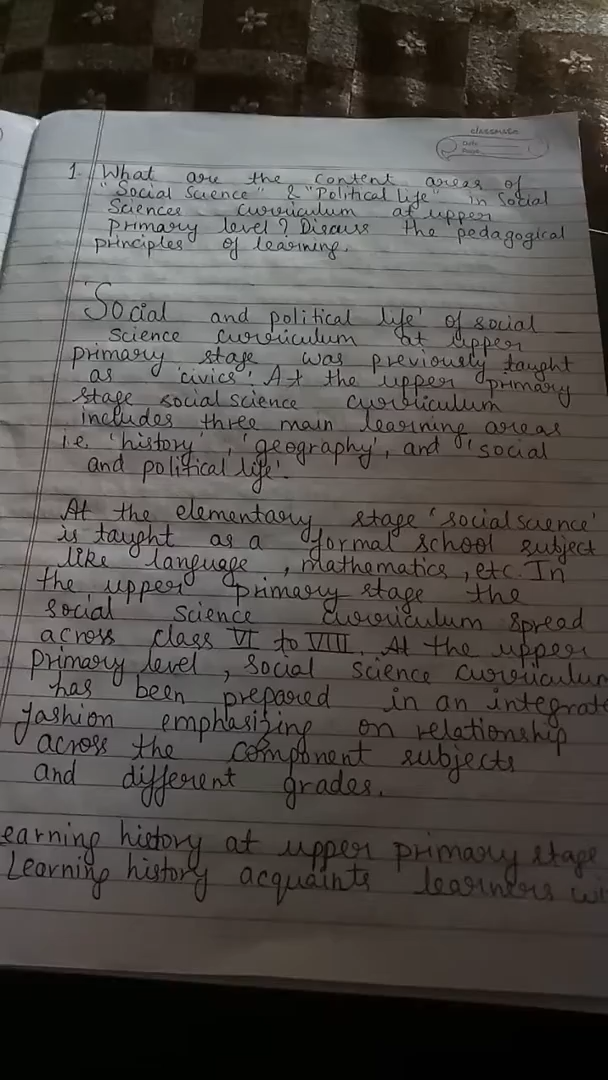 classmate
Date
Page
1. What are the content areas of
"Social Science" & "Political Life" in Social
Sciences curriculum at upper
primary level? Discuss the pedagogical
principles of learning.
'Social and political life' of social
science curriculum at upper
primary stage was previously taught
as 'civics'. At the upper primary
stage social science curriculum
includes three main learning areas
i.e. 'history', 'geography', and 'social
and political life'.
At the elementary stage 'social science'
is taught as a formal school subject
like language, mathematics, etc. In
the upper primary stage the
social science curriculum spread
across class VI to VIII. At the upper
primary level, social science curriculum
has been prepared in an integrate
fashion emphasizing on relationship
across the component subjects
and different grades.
earning history at upper primary stage
Learning history acquaints learners wi